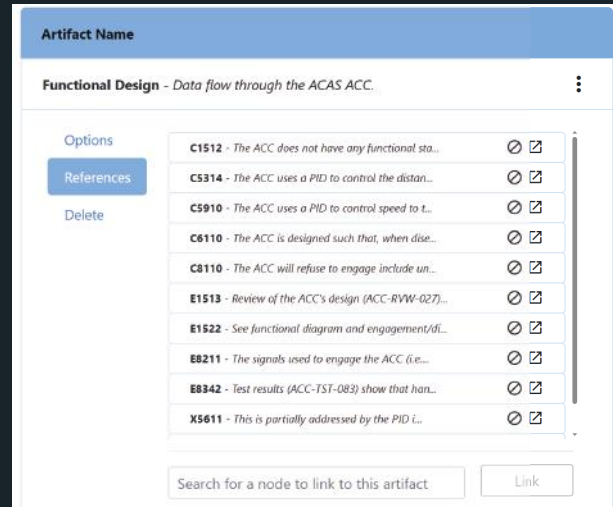 Artifact Name
Functional Design - Data flow through the ACAS ACC.
Options
References
Delete
C1512 - The ACC does not have any functional sta...
C5314 - The ACC uses a PID to control the distan...
C5910 - The ACC uses a PID to control speed to t...
C6110 - The ACC is designed such that, when dise...
C8110 - The ACC will refuse to engage include un...
E1513 - Review of the ACC's design (ACC-RVW-027)...
E1522 - See functional diagram and engagement/di...
E8211 - The signals used to engage the ACC (i.e....
E8342 - Test results (ACC-TST-083) show that han...
X5611 - This is partially addressed by the PID i...
Search for a node to link to this artifact
Link